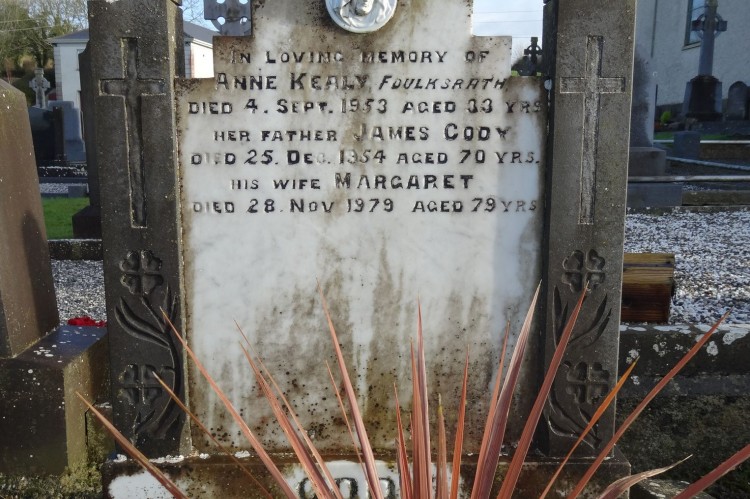 In Loving Memory of
Anne Kealy, Foulksrath
died 4. Sept. 1953 aged 33 yrs
her father James Cody
died 25. Dec. 1954 aged 70 yrs.
his wife Margaret
died 28. Nov 1979 aged 79 yrs